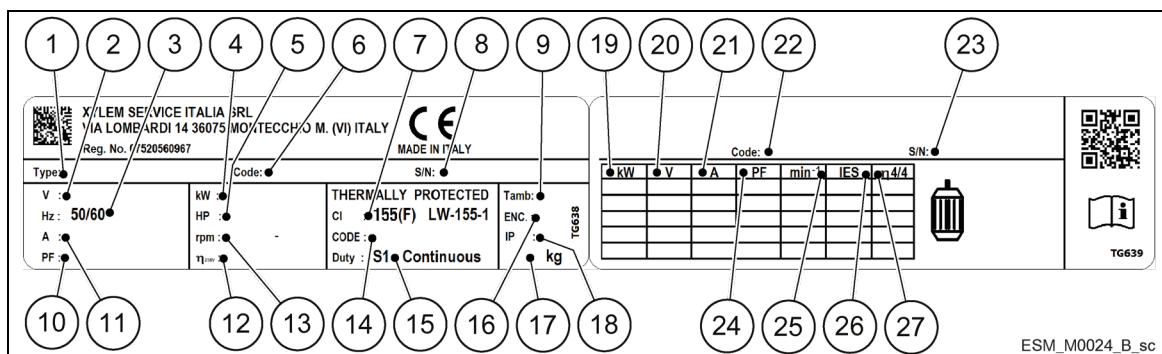 1 2 3 4 5 6 7 8 9 19 20 21 22 23
XYLEM SERVICE ITALIA SRL
VIA LOMBARDI 14 36075 MONTECCHIO M. (VI) ITALY
Reg. No. 07520560967
CE
MADE IN ITALY
Type: Code: S/N:
V :
Hz : 50/60
A :
PF :
kW :
HP :
rpm : -
η :
THERMALLY PROTECTED
Cl 155(F) LW-155-1
CODE :
Duty : S1 Continuous
Tamb:
ENC. :
IP :
kg
TG638
Code: S/N:
kW V A PF min-1 IES η4/4
i
TG639
10 11 12 13 14 15 16 17 18 24 25 26 27
ESM_M0024_B_sc